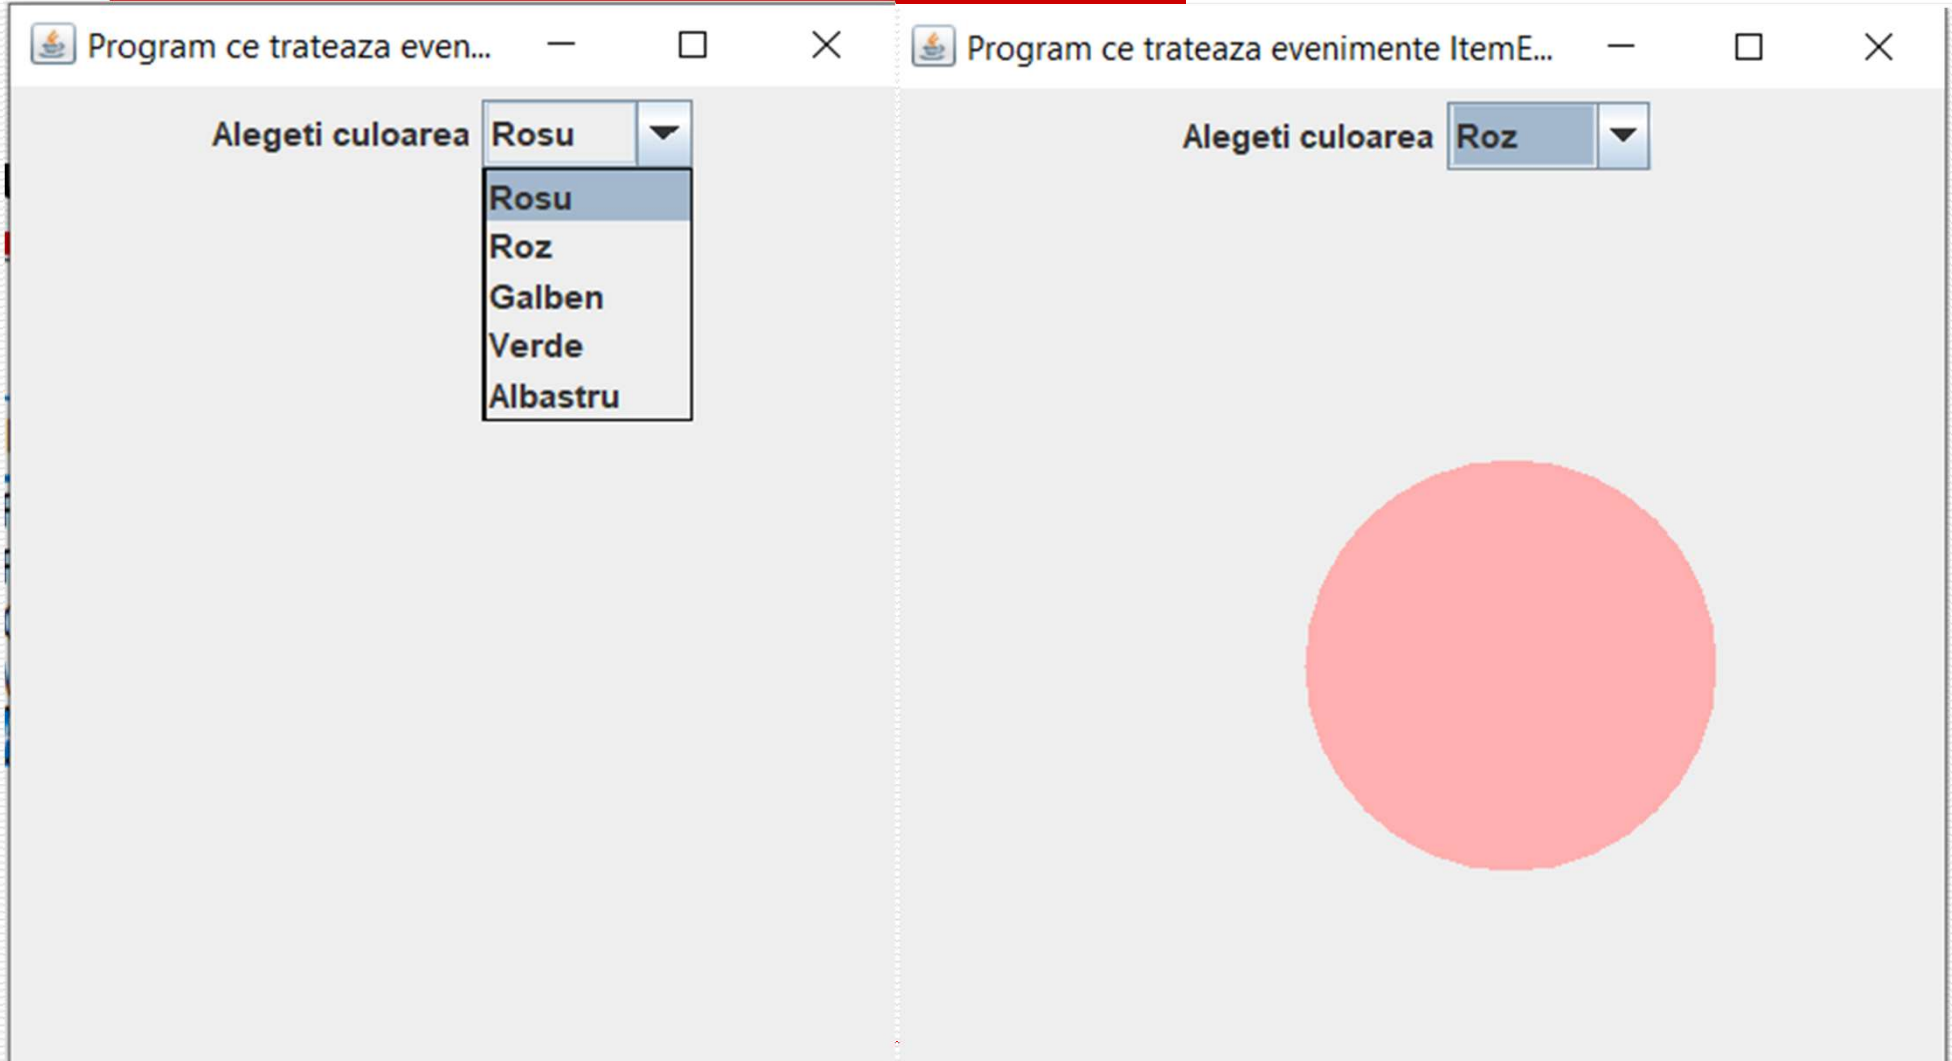 Program ce trateaza even...
Alegeti culoarea Rosu
Rosu
Roz
Galben
Verde
Albastru
Program ce trateaza evenimente ItemE...
Alegeti culoarea Roz